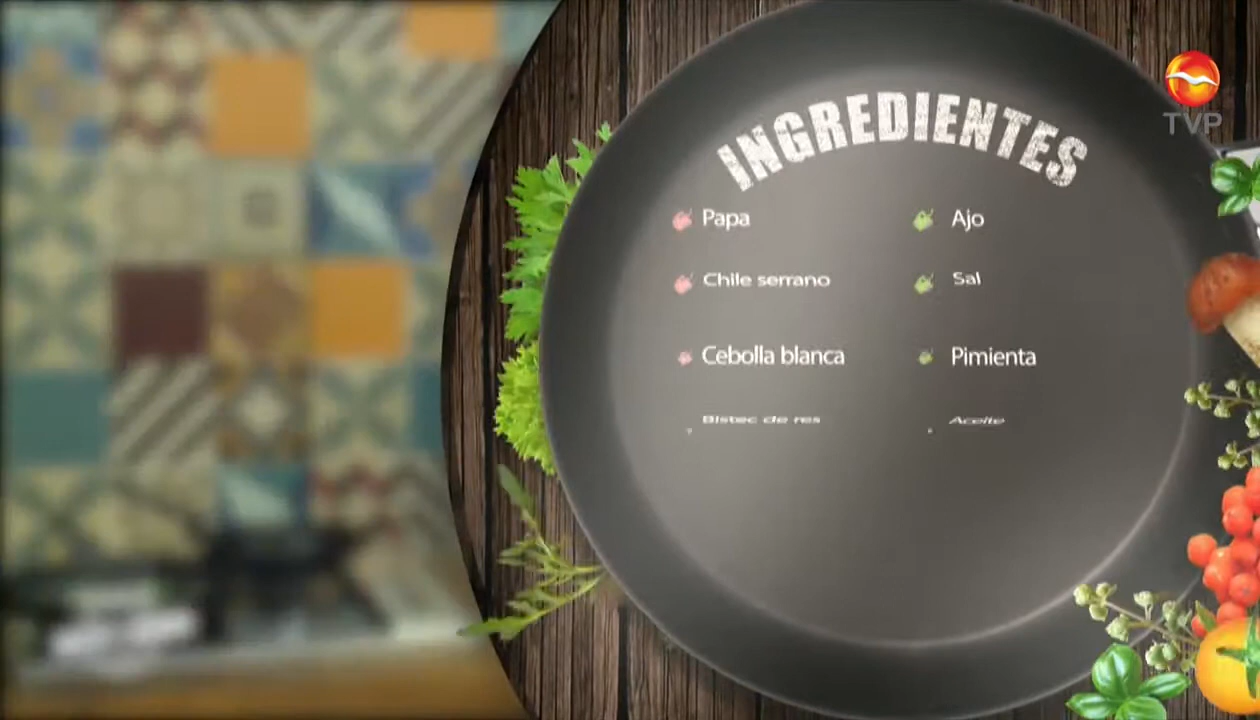 INGREDIENTES
Papa
Chile serrano
Cebolla blanca
Bistec de res
Ajo
Sal
Pimienta
Aceite
TVP